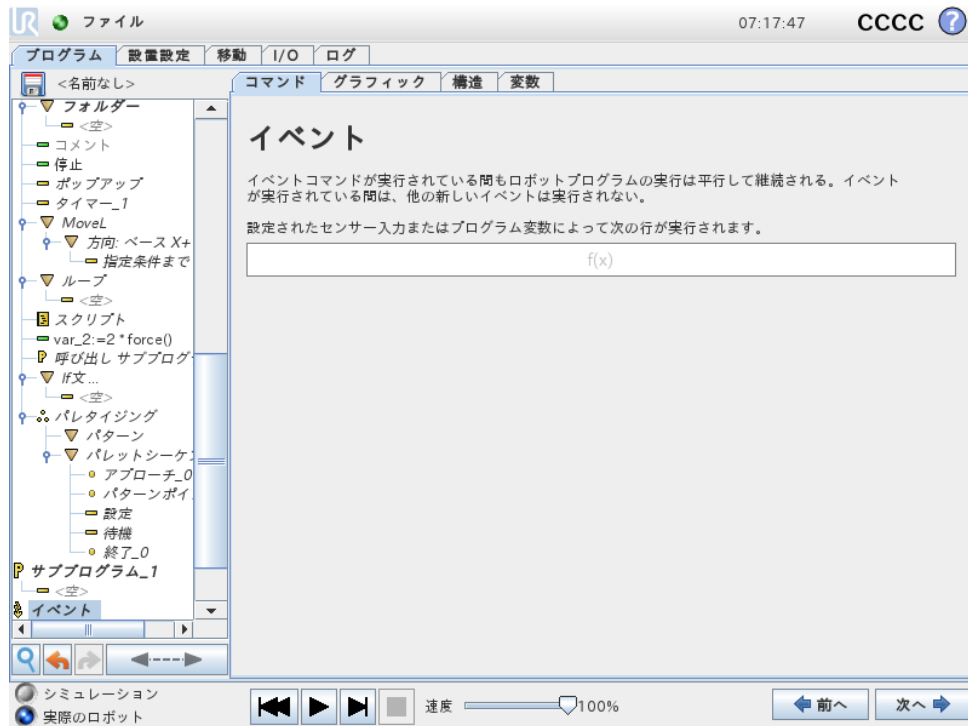 UR
ファイル
07:17:47
CCCC
?
プログラム
設置設定
移動
I/O
ログ
<名前なし>
コマンド
グラフィック
構造
変数
フォルダー
<空>
コメント
停止
ポップアップ
タイマー_1
MoveL
方向: ベース X+
指定条件まで
ループ
<空>
スクリプト
var_2:=2*force()
呼び出し サブプログ
If文...
<空>
パレタイジング
パターン
パレットシーケン
アプローチ_0
パターンポイ
設定
待機
終了_0
サブプログラム_1
<空>
イベント
イベント
イベントコマンドが実行されている間もロボットプログラムの実行は平行して継続される。イベント
が実行されている間は、他の新しいイベントは実行されない。
設定されたセンサー入力またはプログラム変数によって次の行が実行されます。
f(x)
シミュレーション
実際のロボット
速度
100%
前へ
次へ